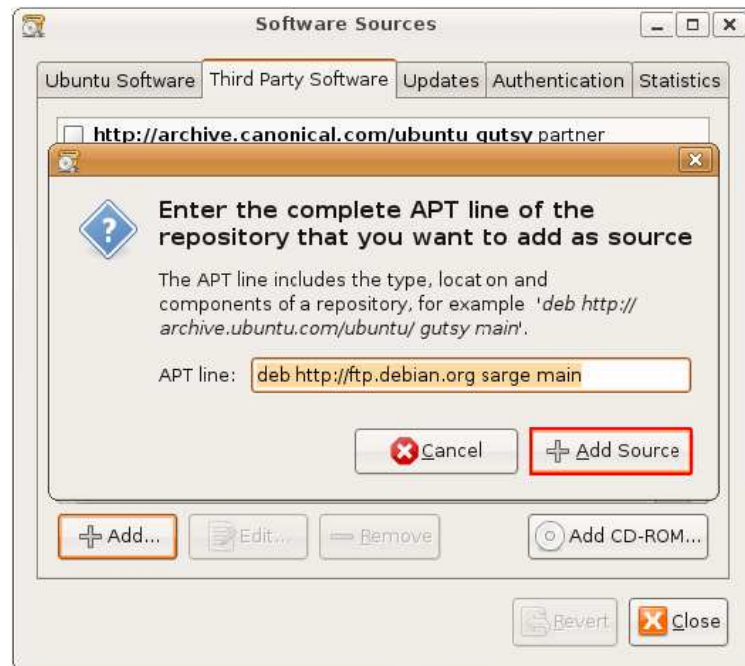 Software Sources
Ubuntu Software Third Party Software Updates Authentication Statistics
http://archive.canonical.com/ubuntu gutsy partner
Enter the complete APT line of the
repository that you want to add as source
The APT line includes the type, location and
components of a repository, for example 'deb http://
archive.ubuntu.com/ubuntu/ gutsy main'.
APT line: deb http://ftp.debian.org sarge main
Cancel Add Source
Add... Edit... Remove Add CD-ROM...
Revert Close